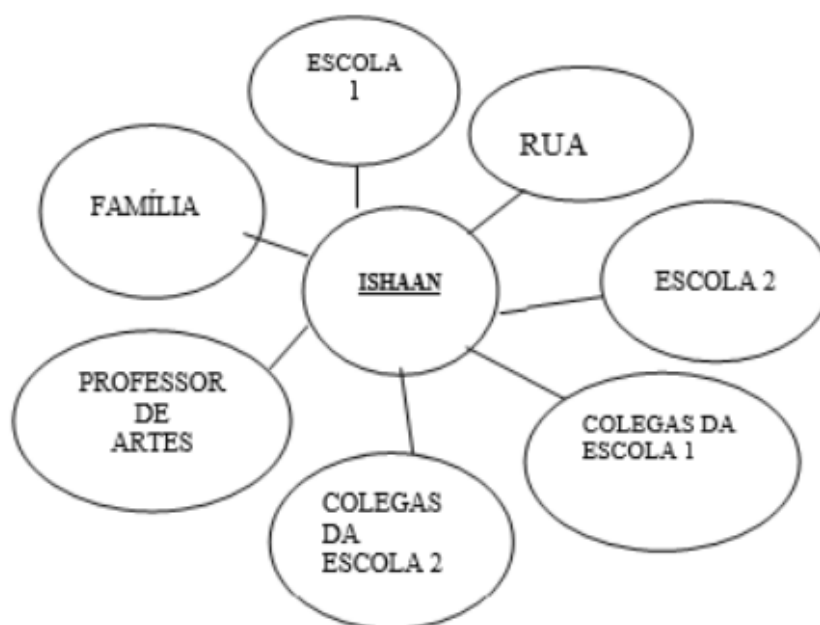 ESCOLA
1
RUA
FAMÍLIA
ISHAAN
ESCOLA 2
PROFESSOR
DE
ARTES
COLEGAS DA
ESCOLA 1
COLEGAS
DA
ESCOLA 2